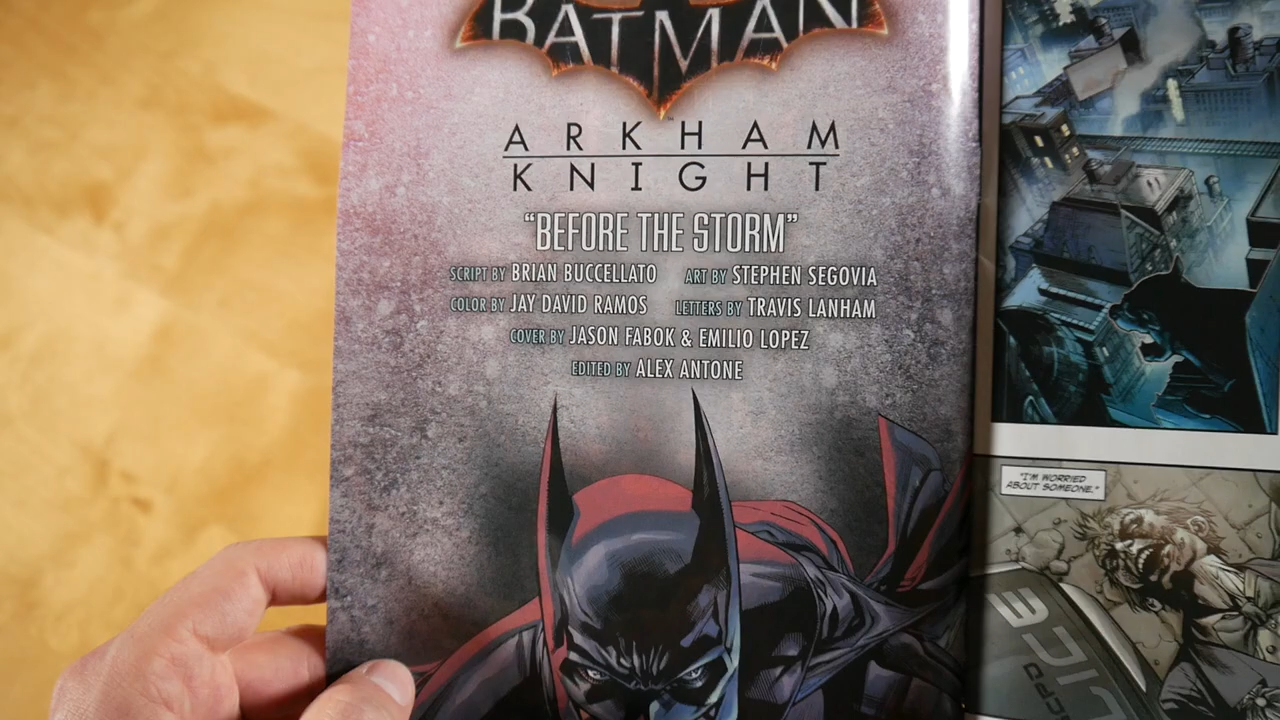 BATMAN
ARKHAM
KNIGHT
"BEFORE THE STORM"
SCRIPT BY BRIAN BUCCELLATO ART BY STEPHEN SEGOVIA
COLOR BY JAY DAVID RAMOS LETTERS BY TRAVIS LANHAM
COVER BY JASON FABOK & EMILIO LOPEZ
EDITED BY ALEX ANTONE
"I'M WORRIED
ABOUT SOMEONE."
GCPD